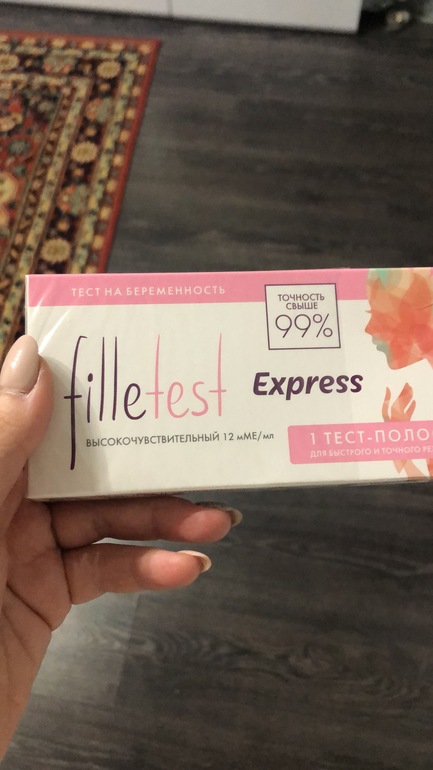 ТЕСТ НА БЕРЕМЕННОСТЬ
ТОЧНОСТЬ
СВЫШЕ
99%
filletest
Express
ВЫСОКОЧУВСТВИТЕЛЬНЫЙ 12 мМЕ/мл
1 ТЕСТ-ПОЛО
ДЛЯ БЫСТРОГО И ТОЧНОГО РЕ